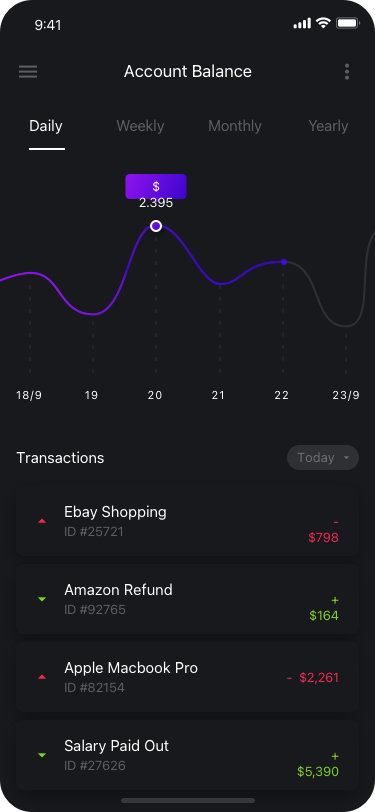 9:41
Account Balance
Daily Weekly Monthly Yearly
$
2.395
18/9 19 20 21 22 23/9
Transactions Today
Ebay Shopping
ID #25721
-
$798
Amazon Refund
ID #92765
+
$164
Apple Macbook Pro
ID #82154
- $2,261
Salary Paid Out
ID #27626
+
$5,390